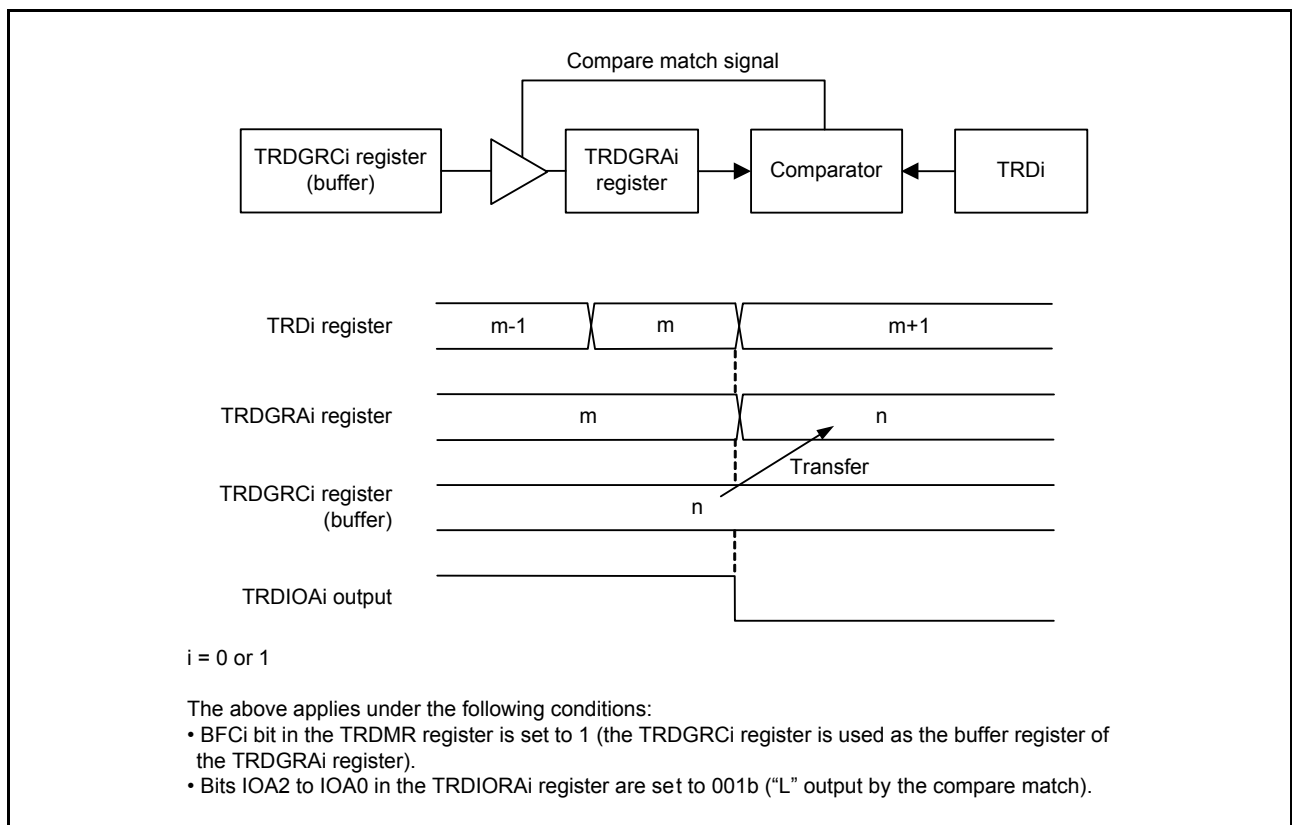 Compare match signal
TRDGRCi register
(buffer)
TRDGRAi
register
Comparator
TRDi
TRDi register
m-1
m
m+1
TRDGRAi register
m
n
Transfer
TRDGRCi register
(buffer)
n
TRDIOAi output
i = 0 or 1
The above applies under the following conditions:
• BFCi bit in the TRDMR register is set to 1 (the TRDGRCi register is used as the buffer register of
the TRDGRAi register).
• Bits IOA2 to IOA0 in the TRDIORAi register are set to 001b (“L” output by the compare match).